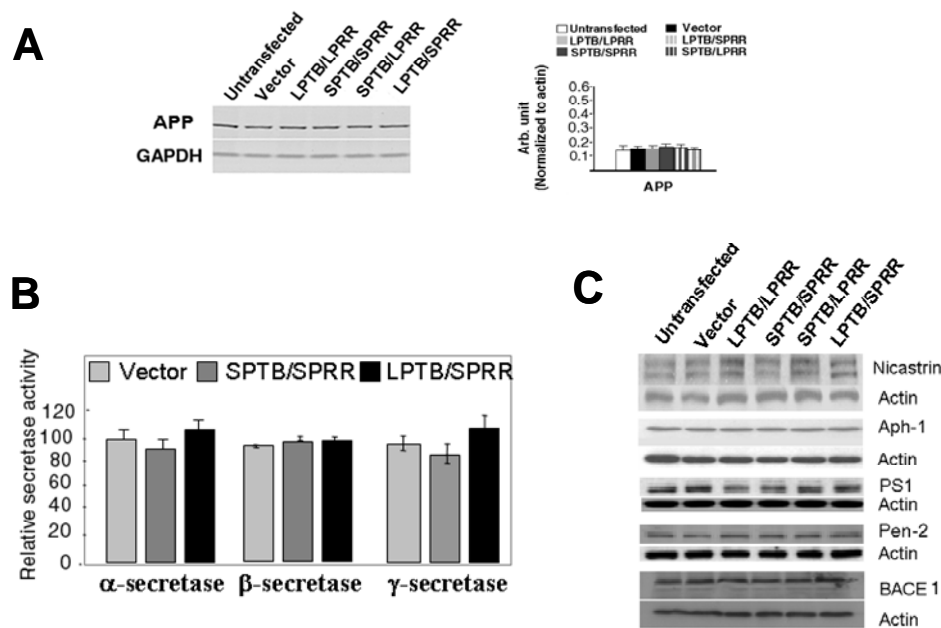 A
Untransfected
Vector
LPTB/LPRR
SPTB/SPRR
SPTB/LPRR
LPTB/SPRR
APP
GAPDH
Untransfected Vector
LPTB/LPRR LPTB/SPRR
SPTB/SPRR SPTB/LPRR
Arb. unit
(Normalized to actin)
0.6
0.5
0.4
0.3
0.2
0.1
APP
B
Vector SPTB/SPRR LPTB/SPRR
Relative secretase activity
120
100
80
60
40
20
0
α-secretase β-secretase γ-secretase
C
Untransfected
Vector
LPTB/LPRR
SPTB/SPRR
SPTB/LPRR
LPTB/SPRR
Nicastrin
Actin
Aph-1
Actin
PS1
Actin
Pen-2
Actin
BACE 1
Actin